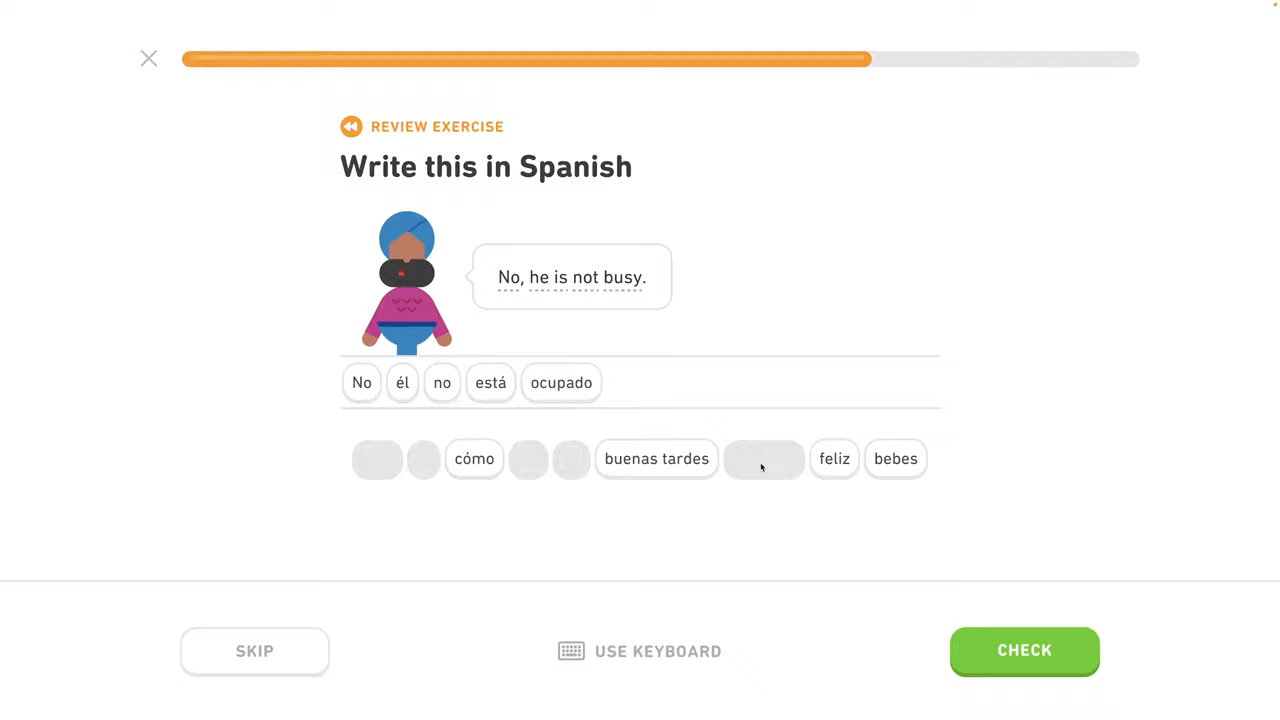 REVIEW EXERCISE
Write this in Spanish
No, he is not busy.
No él no está ocupado
cómo buenas tardes feliz bebes
SKIP USE KEYBOARD CHECK